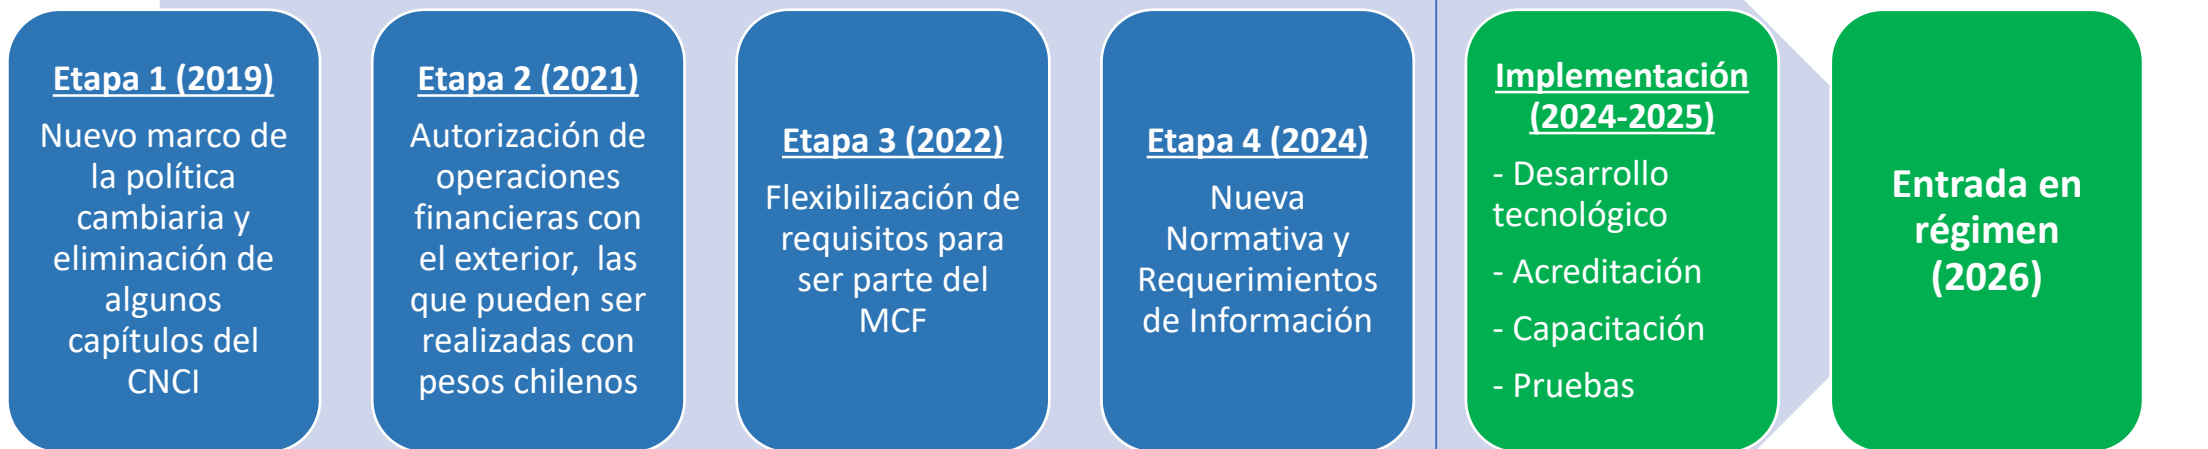 Etapa 1 (2019)
Nuevo marco de
la política
cambiaria y
eliminación de
algunos
capítulos del
CNCI
Etapa 2 (2021)
Autorización de
operaciones
financieras con
el exterior, las
que pueden ser
realizadas con
pesos chilenos
Etapa 3 (2022)
Flexibilización de
requisitos para
ser parte del
MCF
Etapa 4 (2024)
Nueva
Normativa y
Requerimientos
de Información
Implementación
(2024-2025)
- Desarrollo
tecnológico
- Acreditación
- Capacitación
- Pruebas
Entrada en
régimen
(2026)